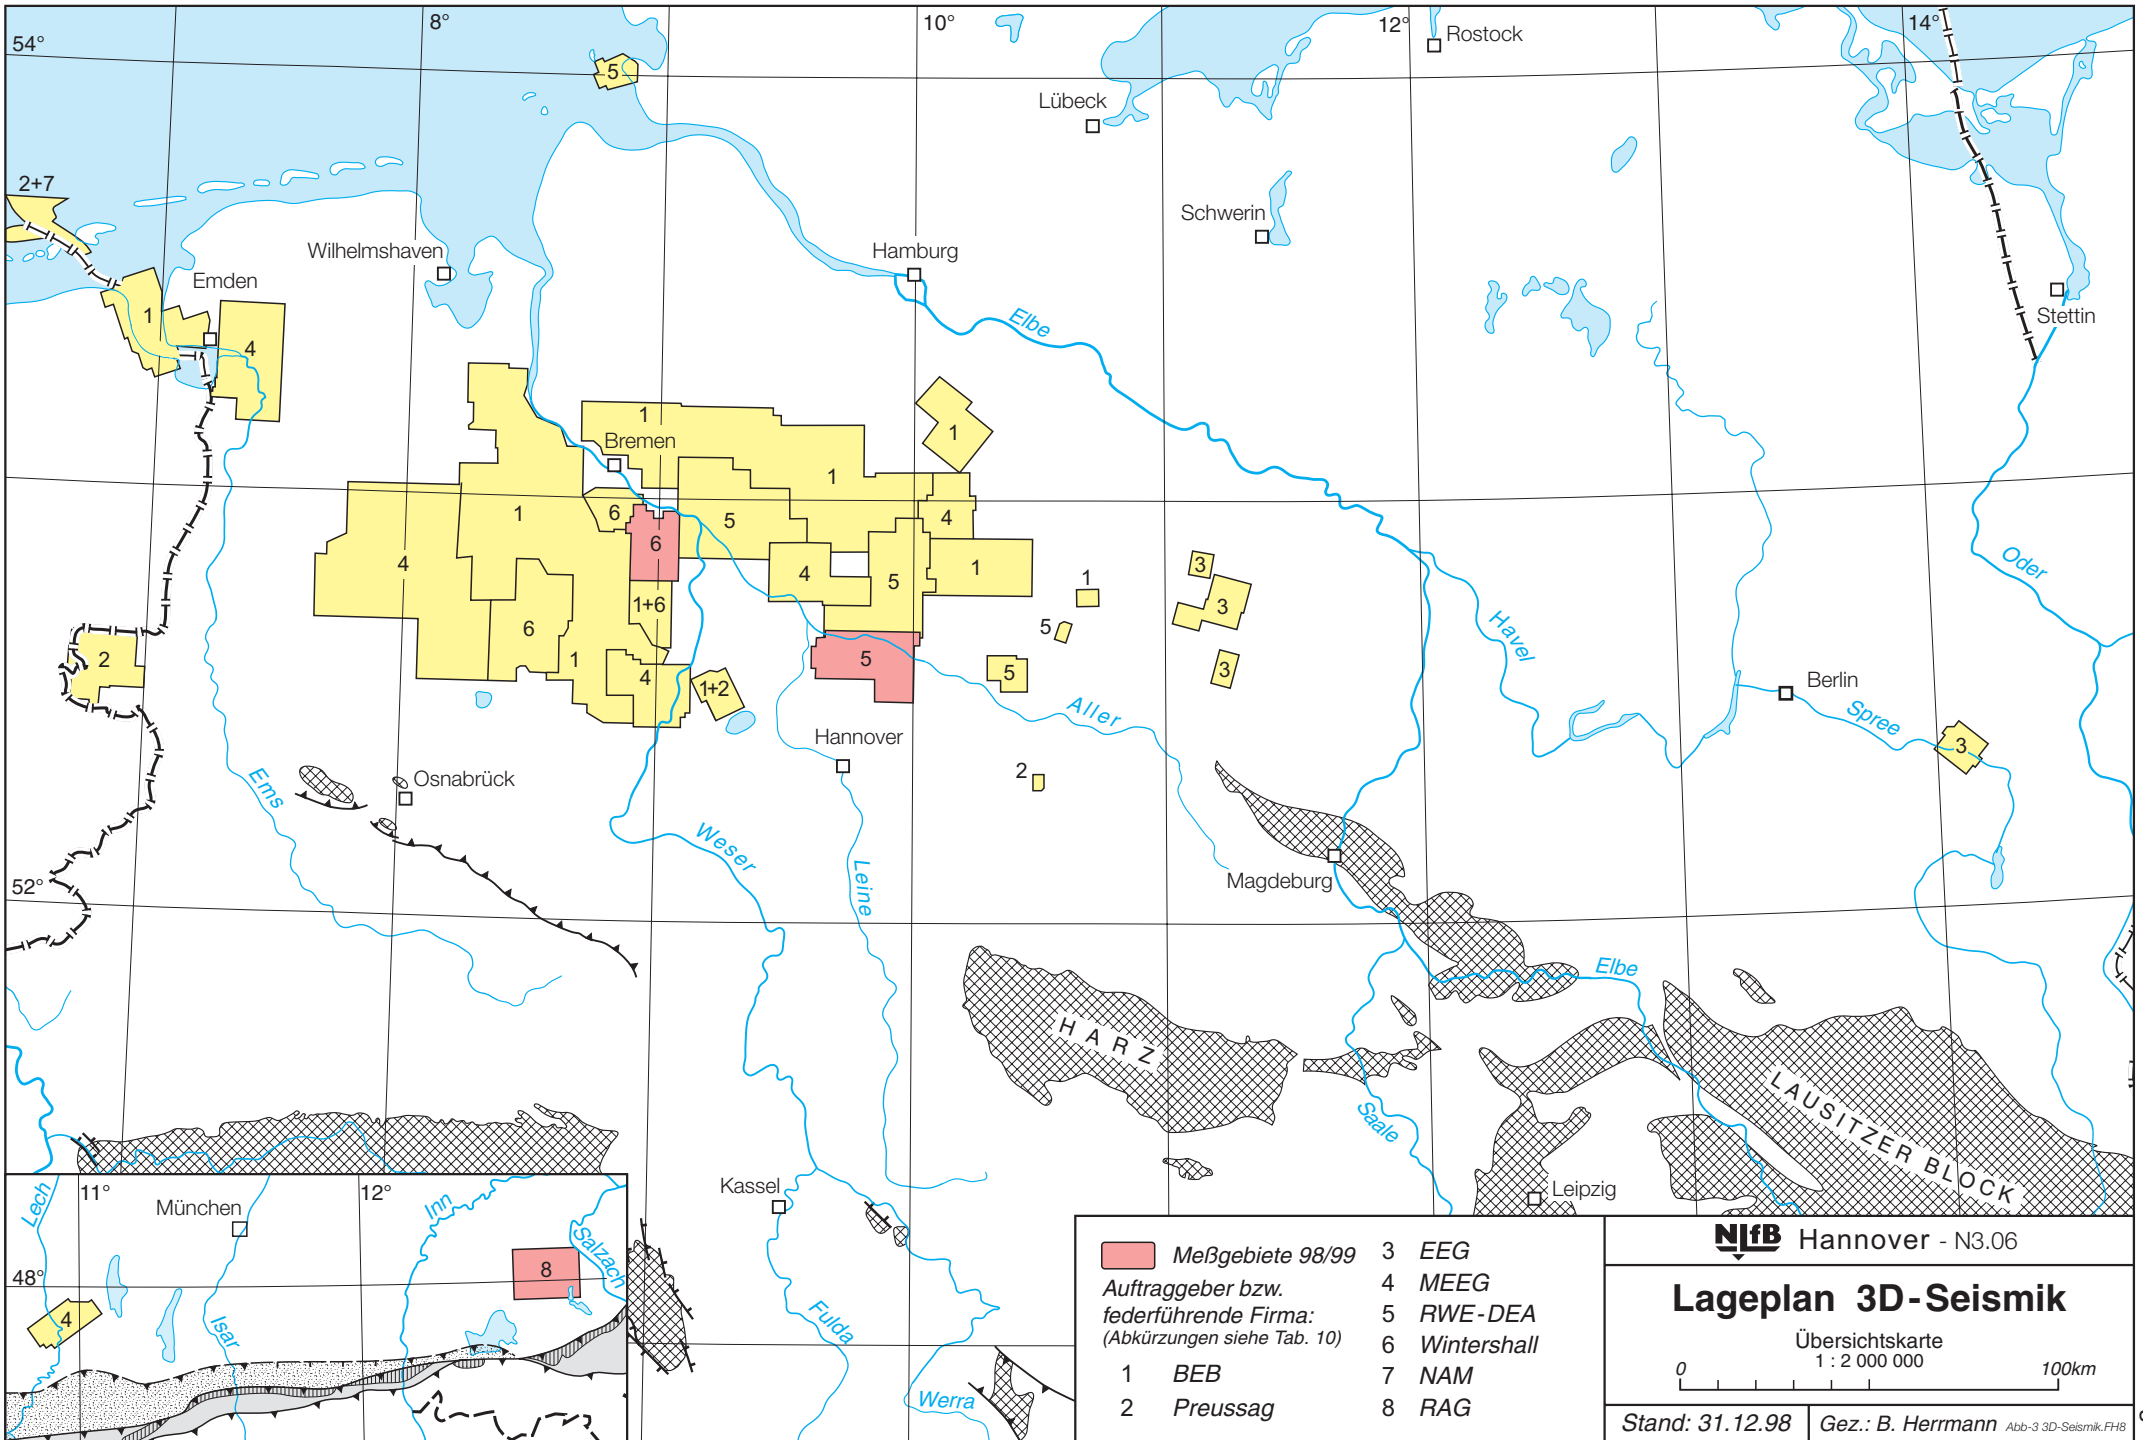 8°
10°
12°
14°
54°
5
Rostock
Lübeck
2+7
Schwerin
Wilhelmshaven
Hamburg
Emden
1
4
Elbe
Stettin
1
1
Bremen
1
1
6
5
4
6
4
4
5
1
3
1
Oder
1+6
3
6
5
Havel
2
1
5
4
1+2
5
3
Berlin
Aller
Spree
Hannover
3
2
Osnabrück
Ems
Weser
Leine
52°
Magdeburg
Elbe
HARZ
Saale
LAUSITZER BLOCK
Kassel
Leipzig
11°
12°
Lech
München
Inn
Salzach
48°
8
4
Isar
Fulda
Werra
Meßgebiete 98/99
Auftraggeber bzw.
federführende Firma:
(Abkürzungen siehe Tab. 10)
1 BEB
2 Preussag
3 EEG
4 MEEG
5 RWE-DEA
6 Wintershall
7 NAM
8 RAG
NLfB Hannover - N3.06
Lageplan 3D-Seismik
Übersichtskarte
1 : 2 000 000
0 100km
Stand: 31.12.98
Gez.: B. Herrmann Abb-3 3D-Seismik.FH8